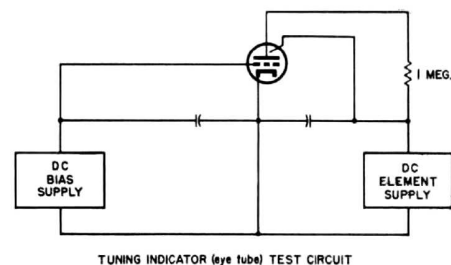 1 MEG.
DC
BIAS
SUPPLY
DC
ELEMENT
SUPPLY
TUNING INDICATOR (eye tube) TEST CIRCUIT